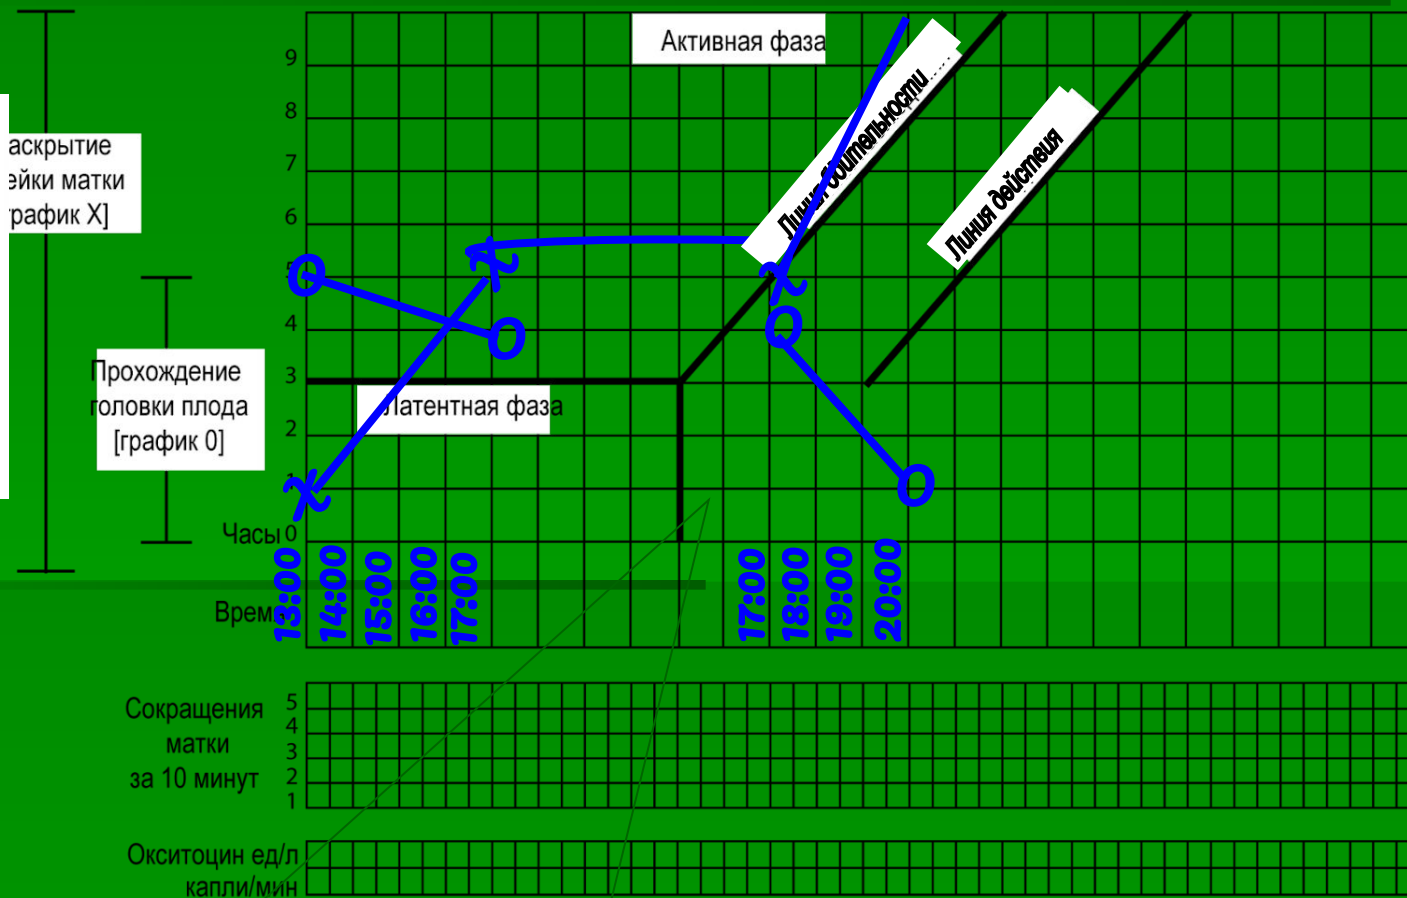 Активная фаза
9
8
7
6
5
4
3
2
1
0
аскрытие
ейки матки
график X]
Прохождение
головки плода
[график 0]
X
O
X
O
X
O
O
Линия бдительности
Линия действия
Латентная фаза
Часы
Время
13:00
14:00
15:00
16:00
17:00
17:00
18:00
19:00
20:00
Сокращения
матки
за 10 минут
5
4
3
2
1
Окситоцин ед/л
капли/мин